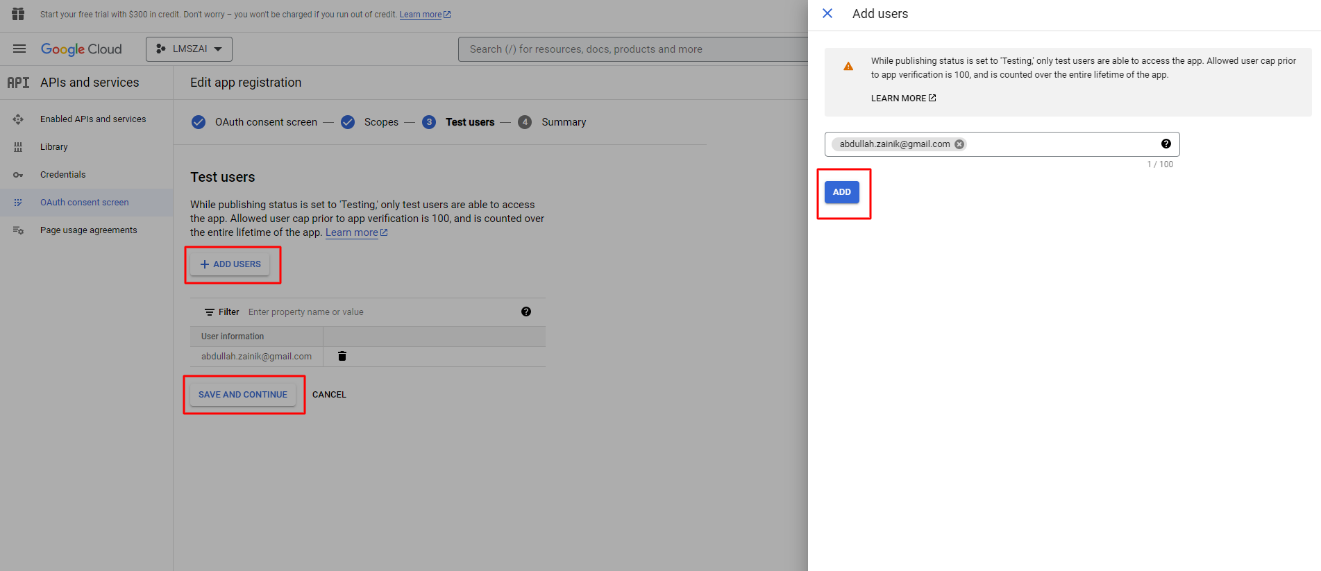 Start your free trial with $300 in credit. Don't worry – you won't be charged if you run out of credit. Learn more
Google Cloud
LMSZAI
Search (/) for resources, docs, products and more
API APIs and services
Enabled APIs and services
Library
Credentials
OAuth consent screen
Page usage agreements
Edit app registration
OAuth consent screen — Scopes — 3 Test users — 4 Summary
Test users
While publishing status is set to 'Testing,' only test users are able to access
the app. Allowed user cap prior to app verification is 100, and is counted over
the entire lifetime of the app. Learn more
+ ADD USERS
Filter Enter property name or value
User information
abdullah.zainik@gmail.com
SAVE AND CONTINUE CANCEL
Add users
While publishing status is set to 'Testing,' only test users are able to access the app. Allowed user cap prior
to app verification is 100, and is counted over the entire lifetime of the app.
LEARN MORE
abdullah.zainik@gmail.com
1 / 100
ADD